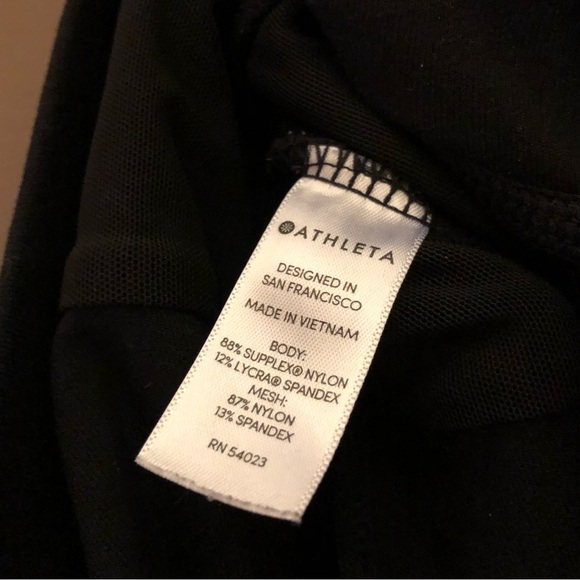 ATHLETA
DESIGNED IN
SAN FRANCISCO
MADE IN VIETNAM
BODY:
88% SUPPLEX® NYLON
12% LYCRA® SPANDEX
MESH:
87% NYLON
13% SPANDEX
RN 54023